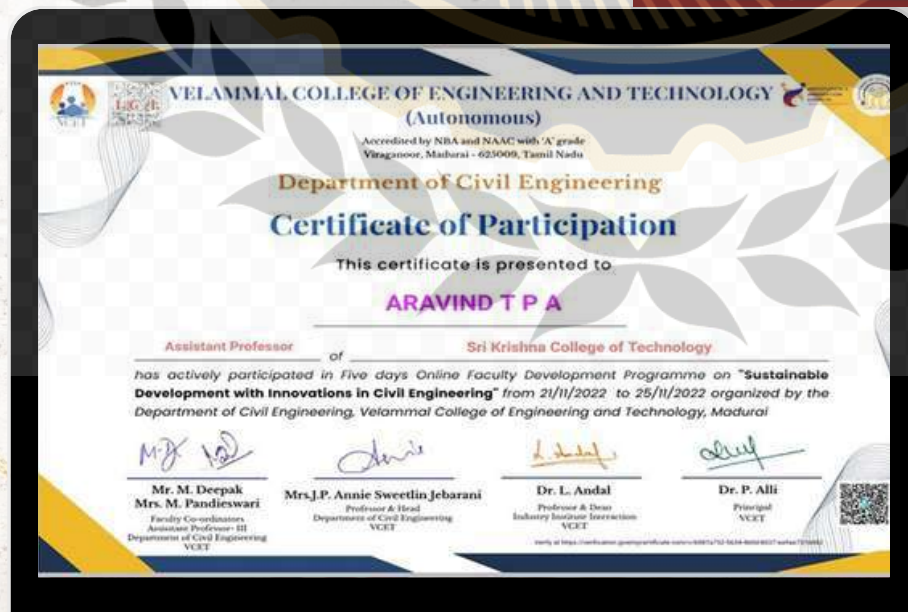 VELAMMAL COLLEGE OF ENGINEERING AND TECHNOLOGY
(Autonomous)
Accredited by NBA and NAAC with 'A' grade
Viraganoor, Madurai - 625009, Tamil Nadu
VCET
Department of Civil Engineering
Certificate of Participation
This certificate is presented to
ARAVIND T P A
Assistant Professor of Sri Krishna College of Technology
has actively participated in Five days Online Faculty Development Programme on "Sustainable
Development with Innovations in Civil Engineering" from 21/11/2022 to 25/11/2022 organized by the
Department of Civil Engineering, Velammal College of Engineering and Technology, Madurai
Mr. M. Deepak
Mrs. M. Pandieswari
Faculty Co-ordinators
Assistant Professor- III
Department of Civil Engineering
VCET
Mrs.J.P. Annie Sweetlin Jebarani
Professor & Head
Department of Civil Engineering
VCET
Dr. L. Andal
Professor & Dean
Industry Institute Interaction
VCET
Dr. P. Alli
Principal
VCET